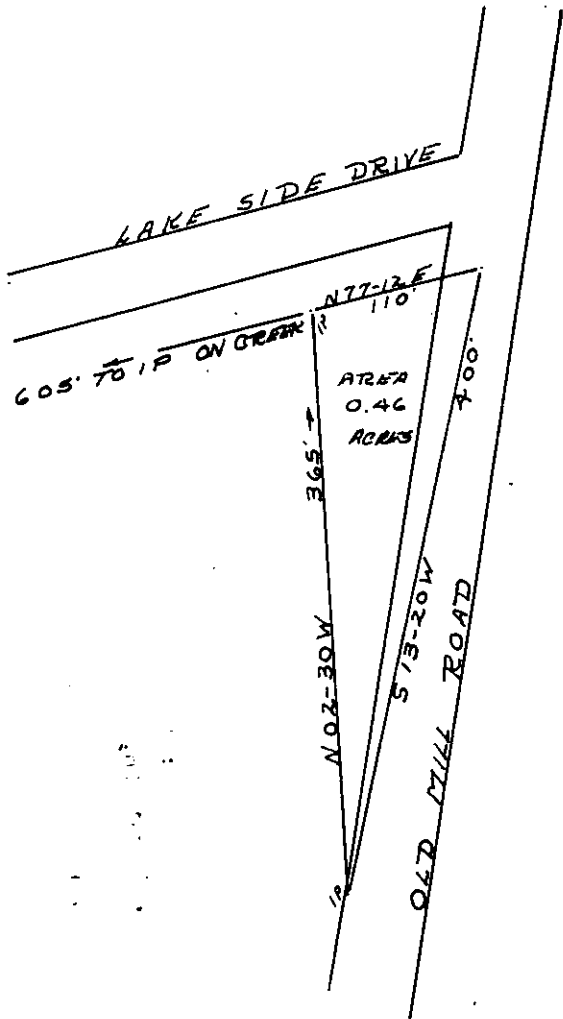 LAKE SIDE DRIVE
N77-12E
110'
605' TO IP ON CREEK
AREA
0.46
ACRES
400'
365'
S13-20W
N02-30W
OLD MILL ROAD
IP